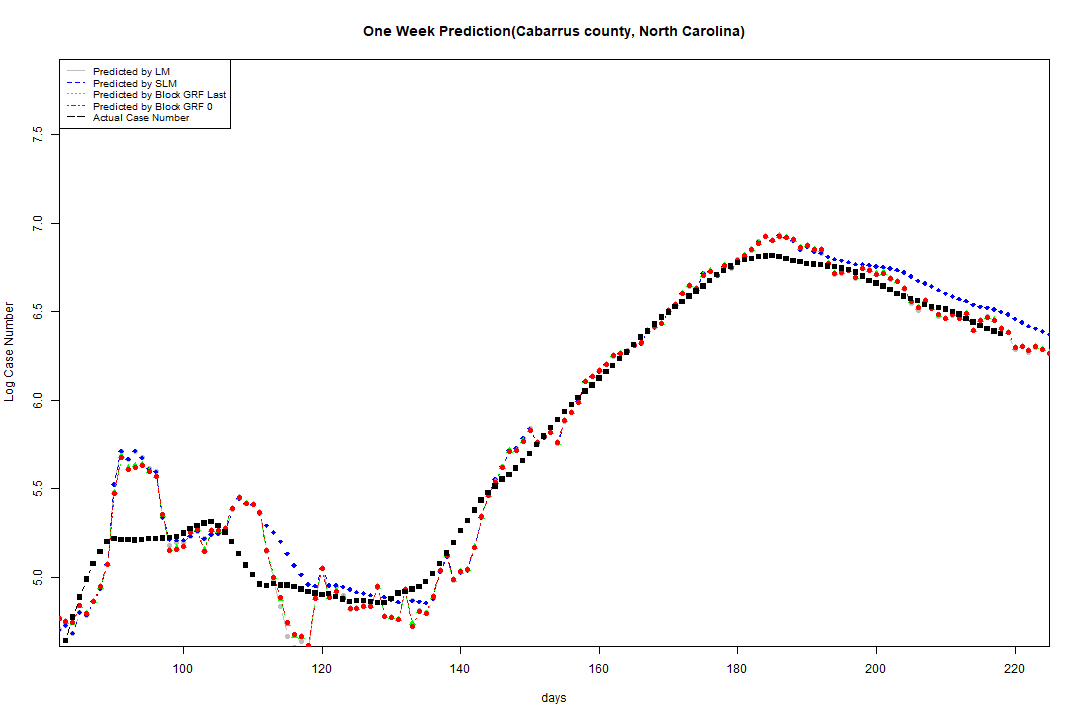 One Week Prediction(Cabarrus county, North Carolina)
Predicted by LM
Predicted by SLM
Predicted by Block GRF Last
Predicted by Block GRF 0
Actual Case Number
7.5
7.0
6.5
6.0
5.5
5.0
Log Case Number
100 120 140 160 180 200 220
days